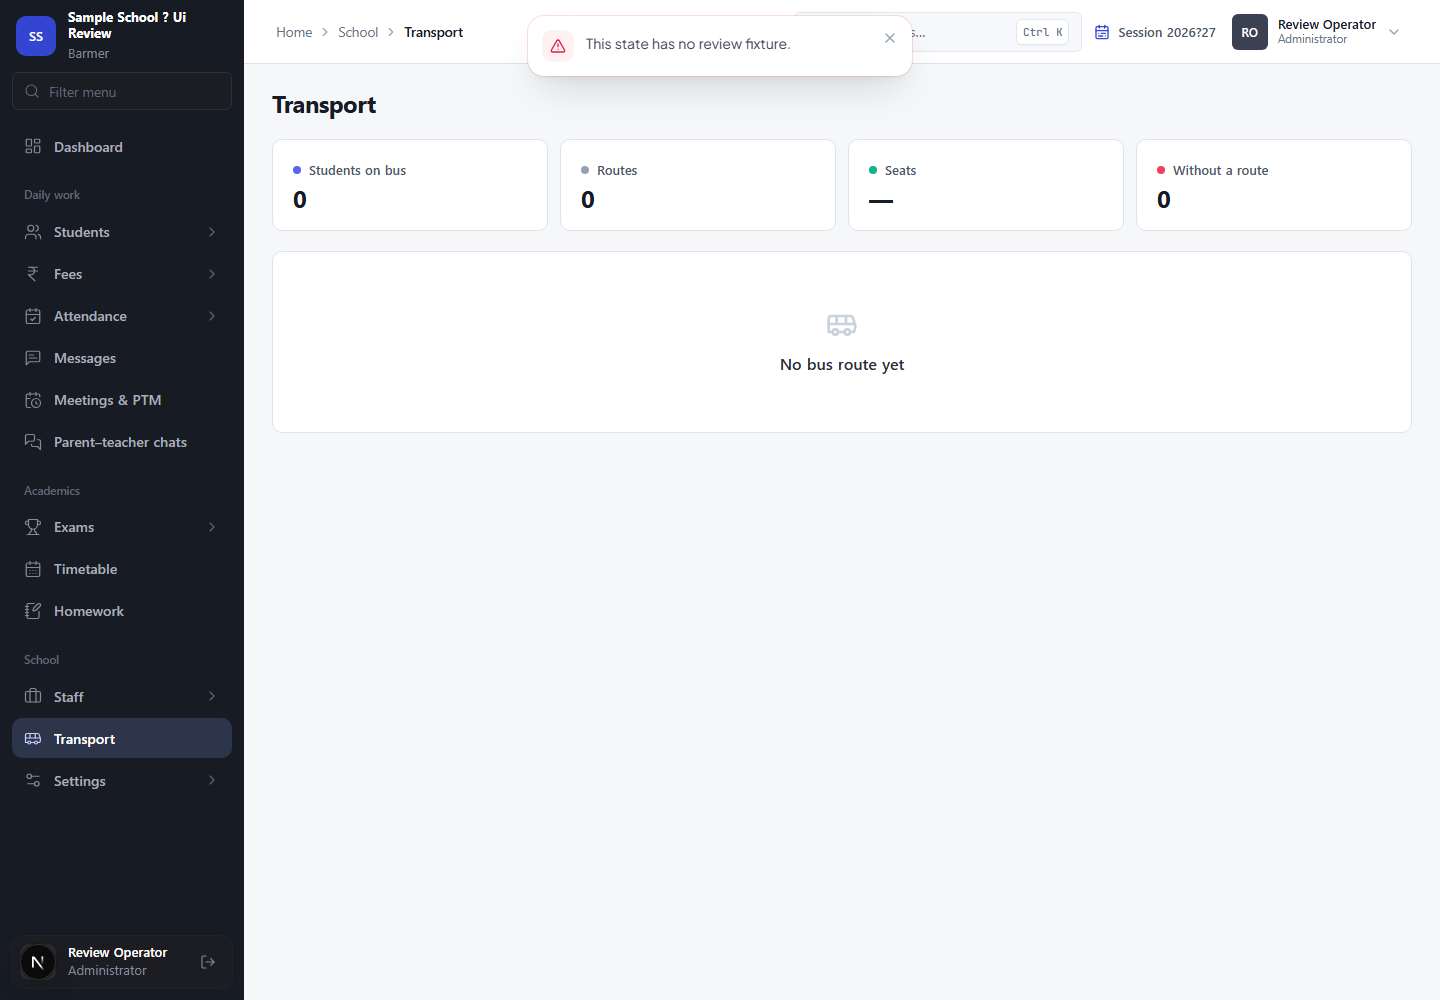 SS
Sample School ? Ui
Review
Barmer
Filter menu
Dashboard
Daily work
Students
Fees
Attendance
Messages
Meetings & PTM
Parent–teacher chats
Academics
Exams
Timetable
Homework
School
Staff
Transport
Settings
N
Review Operator
Administrator
Home
School
Transport
This state has no review fixture.
Ctrl K
Session 2026?27
RO
Review Operator
Administrator
Transport
Students on bus
0
Routes
0
Seats
—
Without a route
0
No bus route yet